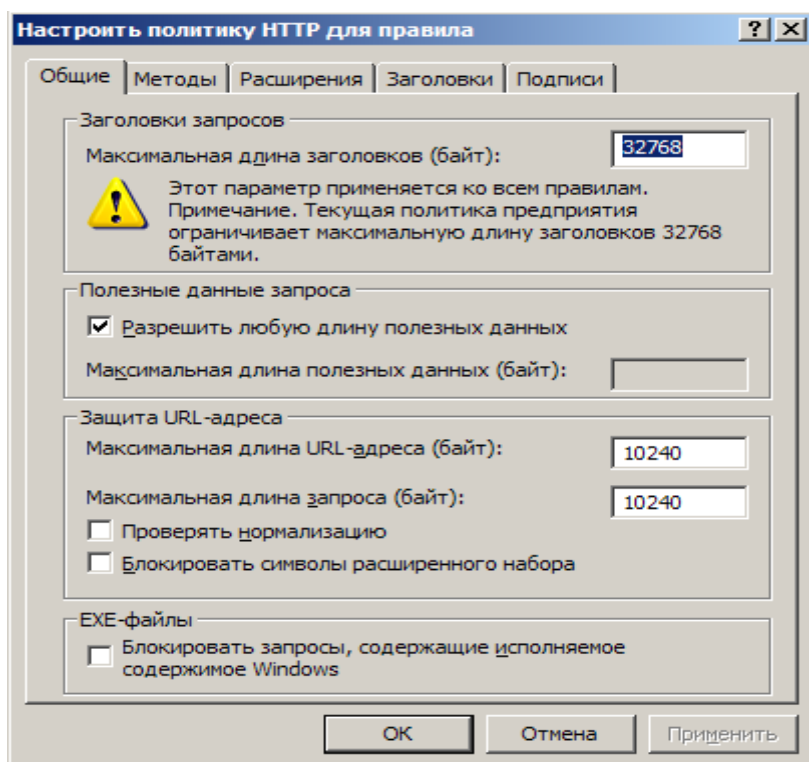 Настроить политику HTTP для правила
Общие Методы Расширения Заголовки Подписи
Заголовки запросов
Максимальная длина заголовков (байт): 32768
Этот параметр применяется ко всем правилам.
Примечание. Текущая политика предприятия
ограничивает максимальную длину заголовков 32768
байтами.
Полезные данные запроса
Разрешить любую длину полезных данных
Максимальная длина полезных данных (байт):
Защита URL-адреса
Максимальная длина URL-адреса (байт): 10240
Максимальная длина запроса (байт): 10240
Проверять нормализацию
Блокировать символы расширенного набора
EXE-файлы
Блокировать запросы, содержащие исполняемое
содержимое Windows
ОК Отмена Применить